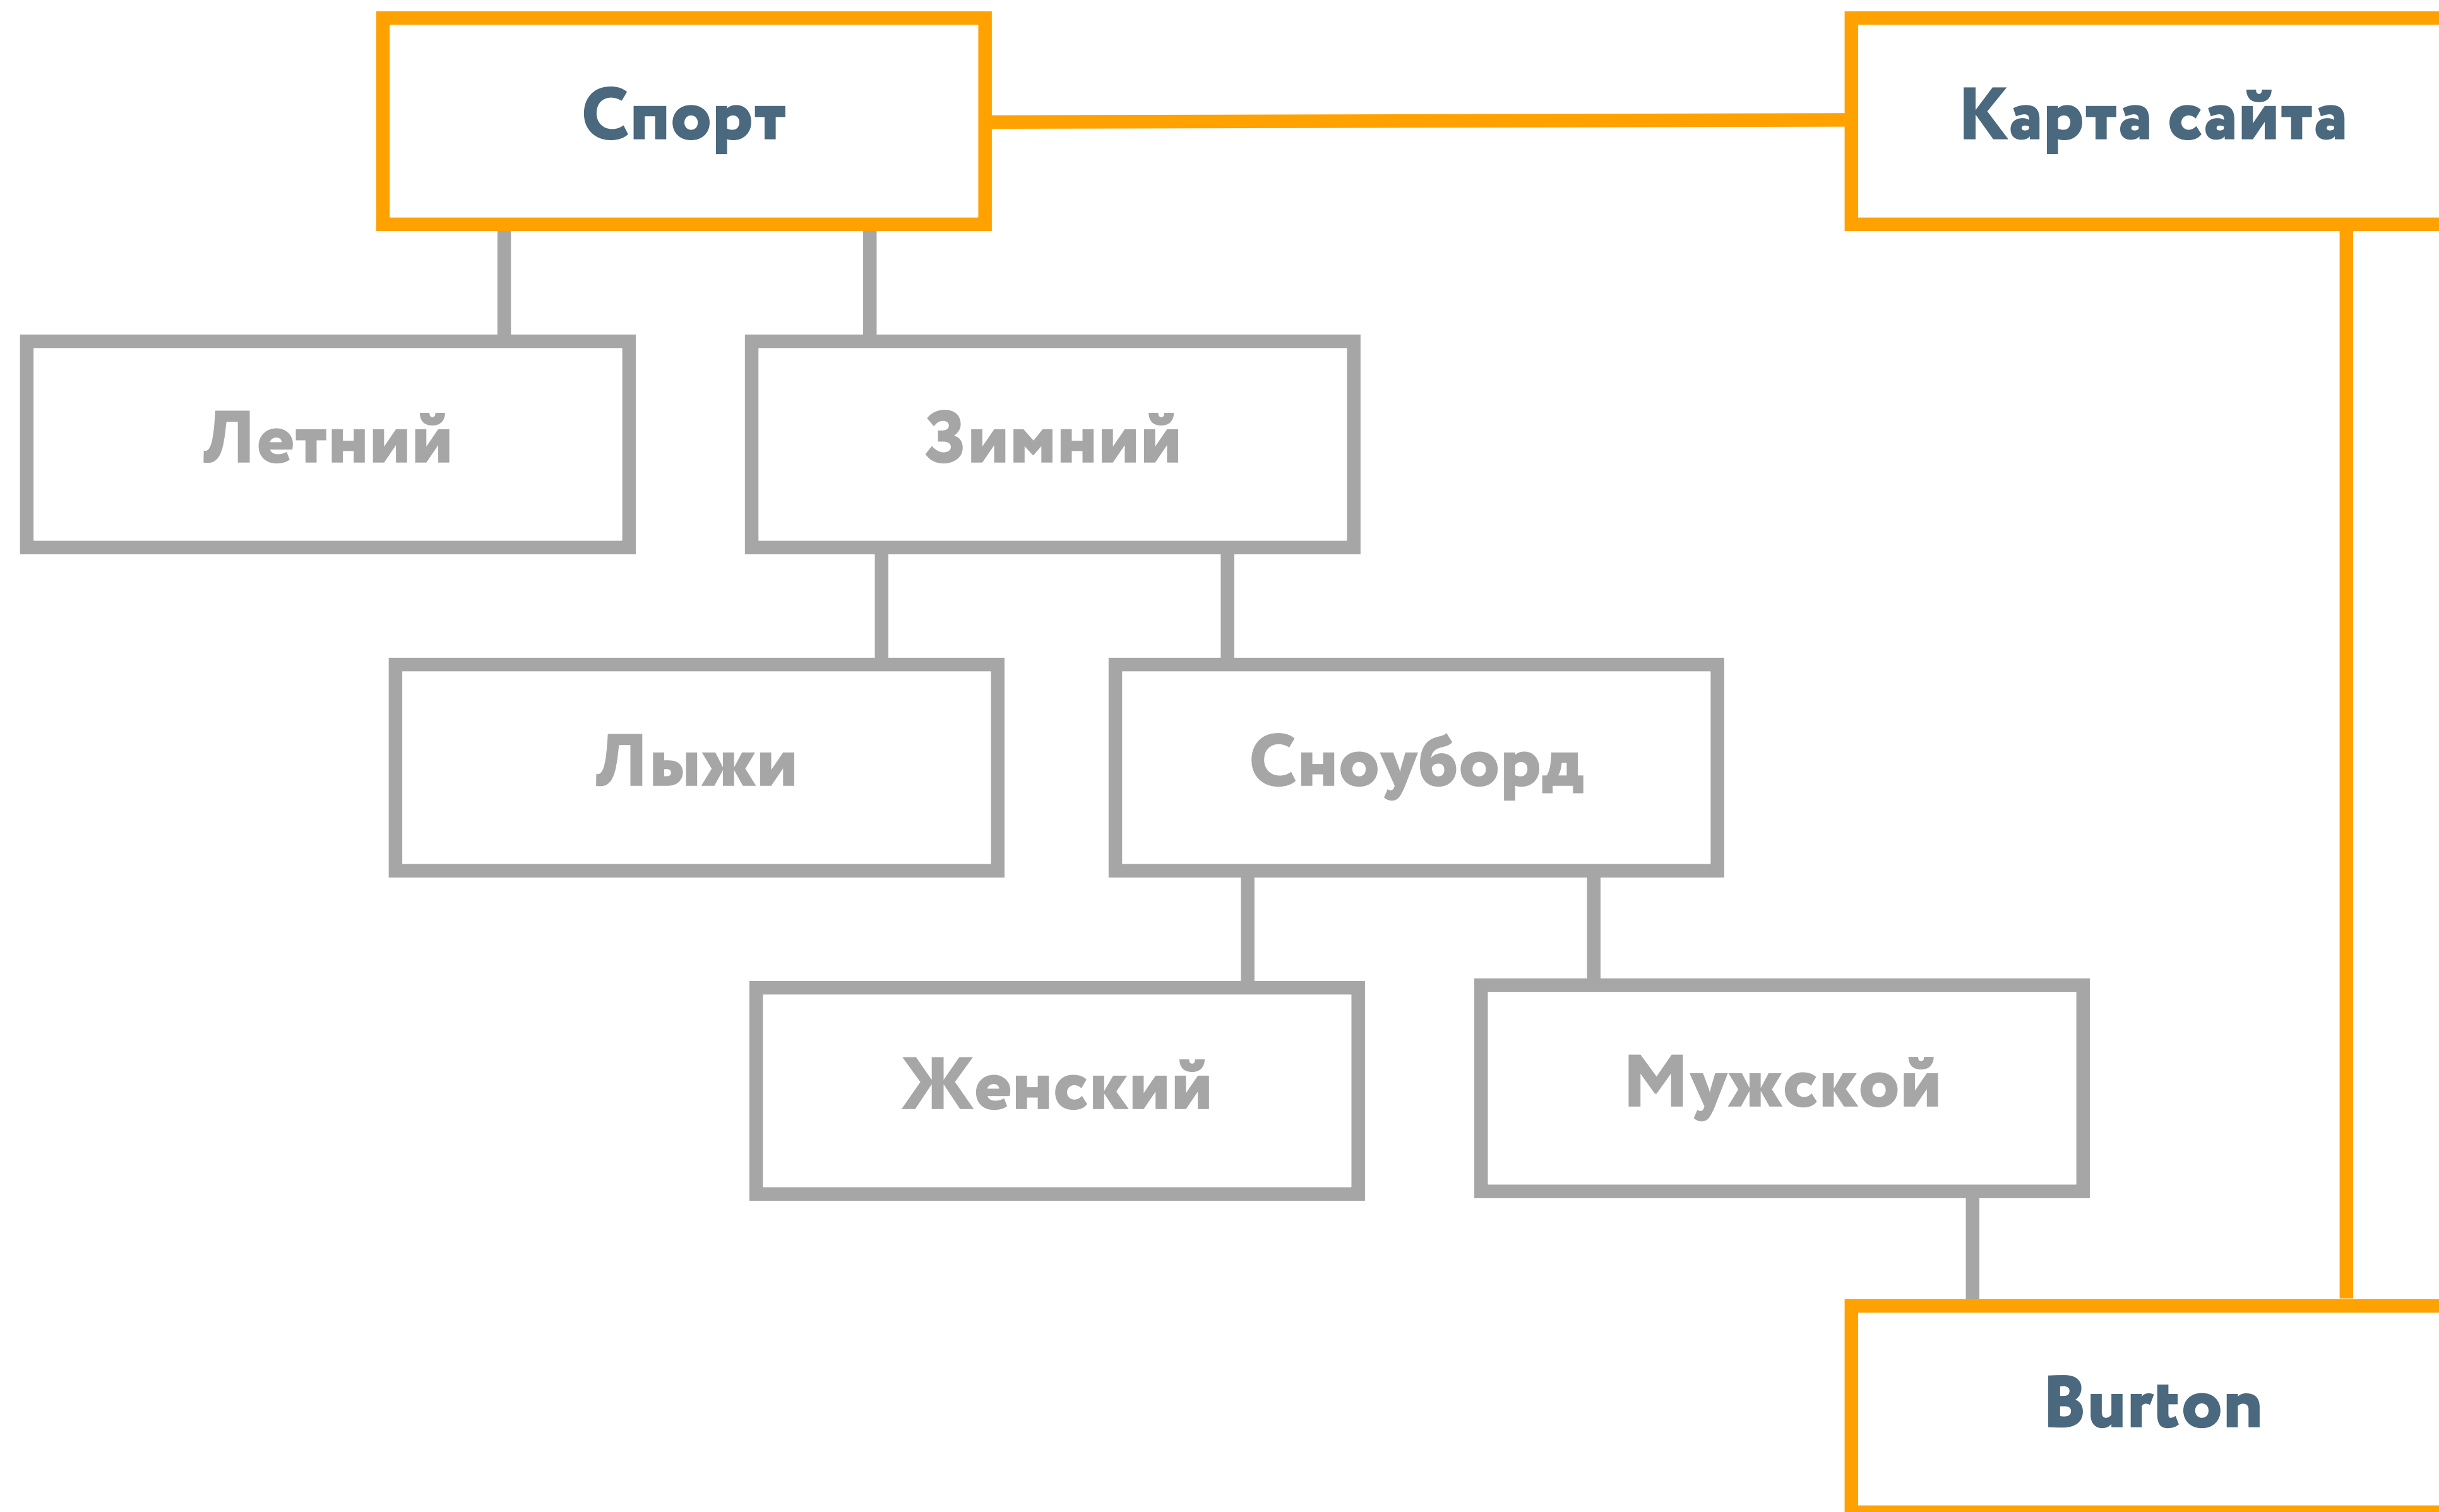 Спорт
Карта сайта
Летний
Зимний
Лыжи
Сноуборд
Женский
Мужской
Burton